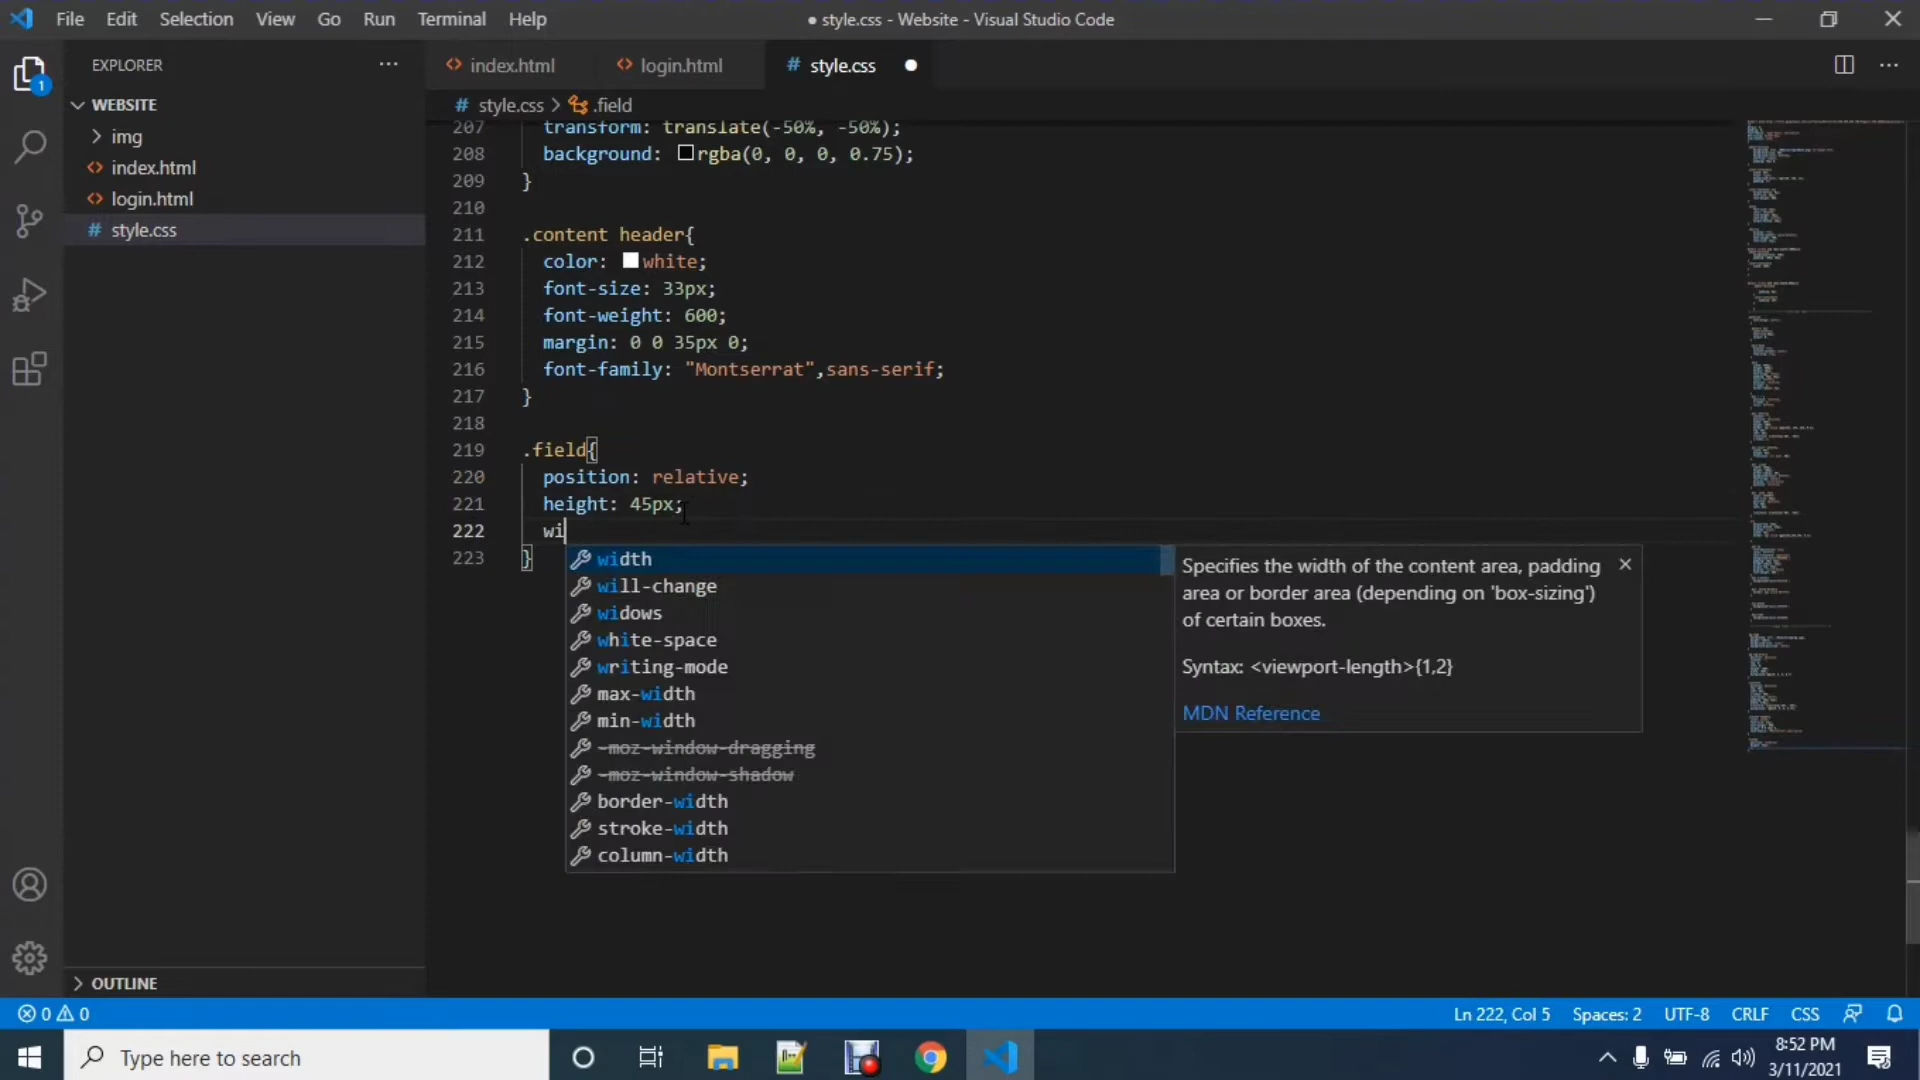 File Edit Selection View Go Run Terminal Help
● style.css - Website - Visual Studio Code
EXPLORER
index.html
login.html
# style.css
1
WEBSITE
# style.css > .field
img
index.html
login.html
# style.css
207 transform: translate(-50%, -50%);
208 background: rgba(0, 0, 0, 0.75);
209 }
210
211 .content header{
212 color: white;
213 font-size: 33px;
214 font-weight: 600;
215 margin: 0 0 35px 0;
216 font-family: "Montserrat",sans-serif;
217 }
218
219 .field{
220 position: relative;
221 height: 45px;
222 wi
223 }
width
will-change
widows
white-space
writing-mode
max-width
min-width
-moz-window-dragging
-moz-window-shadow
border-width
stroke-width
column-width
Specifies the width of the content area, padding
area or border area (depending on 'box-sizing')
of certain boxes.
Syntax: <viewport-length>{1,2}
MDN Reference
OUTLINE
0 0
Ln 222, Col 5 Spaces: 2 UTF-8 CRLF CSS
Type here to search
8:52 PM
3/11/2021